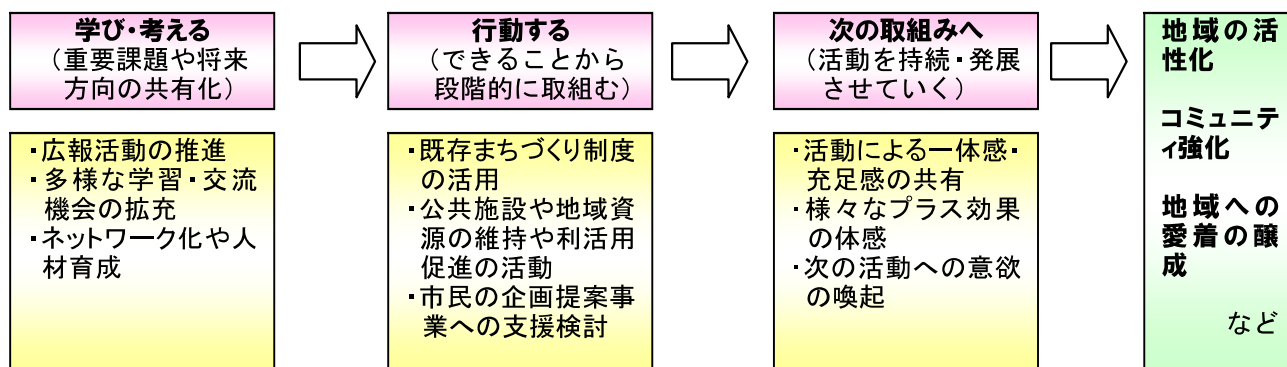 学び・考える
(重要課題や将来
方向の共有化)
行動する
(できることから
段階的に取組む)
次の取組みへ
(活動を持続・発展
させていく)
・広報活動の推進
・多様な学習・交流
機会の拡充
・ネットワーク化や人
材育成
・既存まちづくり制度
の活用
・公共施設や地域資
源の維持や利活用
促進の活動
・市民の企画提案事
業への支援検討
・活動による一体感・
充足感の共有
・様々なプラス効果
の体感
・次の活動への意欲
の喚起
地域の活
性化
コミュニテ
ィ強化
地域への
愛着の醸
成
など